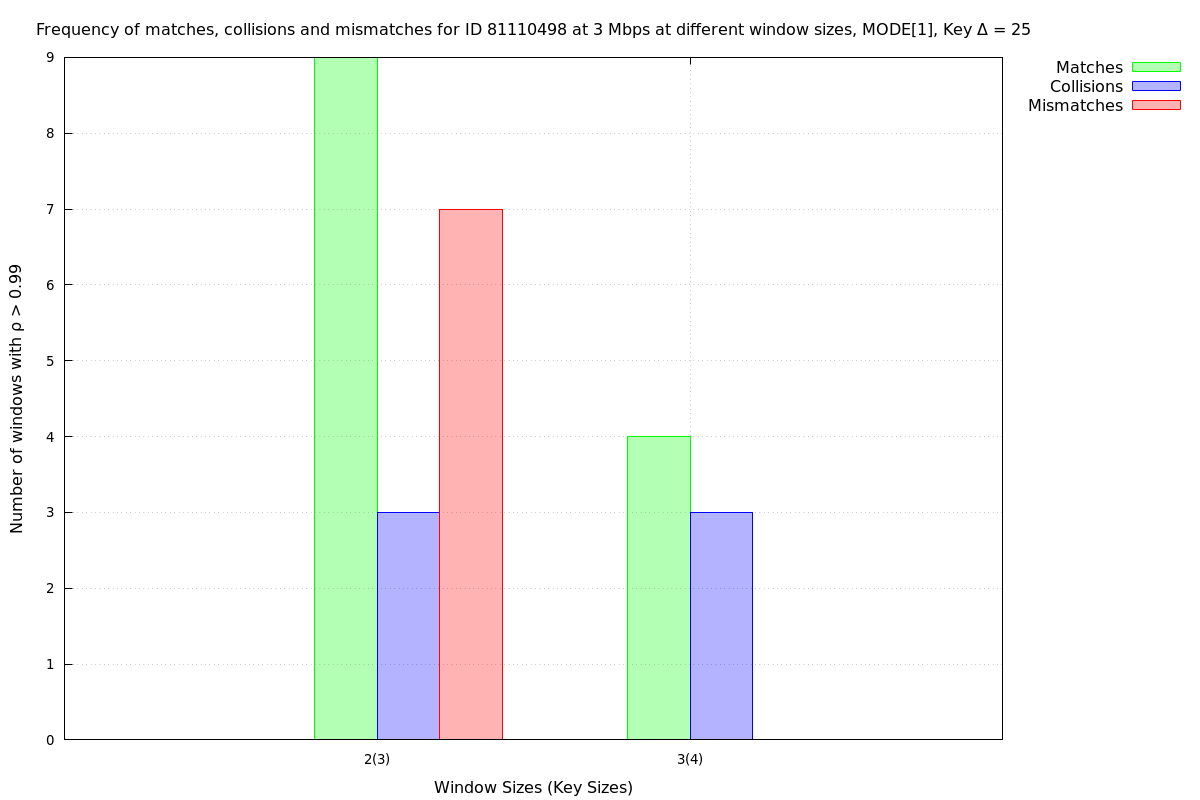 Frequency of matches, collisions and mismatches for ID 81110498 at 3 Mbps at different window sizes, MODE[1], Key Δ = 25
Matches
Collisions
Mismatches
Number of windows with ρ > 0.99
9
8
7
6
5
4
3
2
1
0
2(3)
3(4)
Window Sizes (Key Sizes)